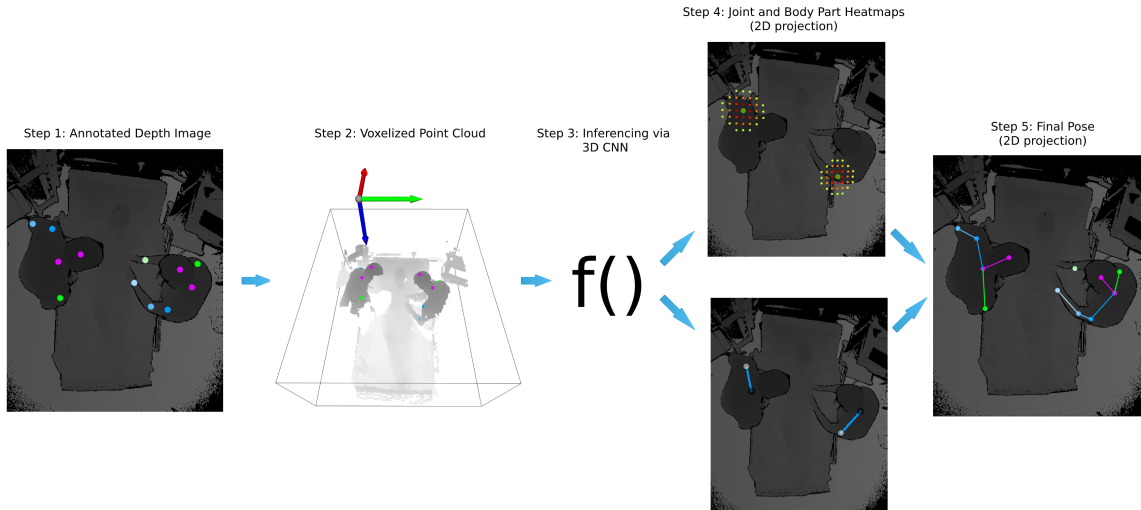 Step 1: Annotated Depth Image
Step 2: Voxelized Point Cloud
Step 3: Inferencing via
3D CNN
f()
Step 4: Joint and Body Part Heatmaps
(2D projection)
Step 5: Final Pose
(2D projection)